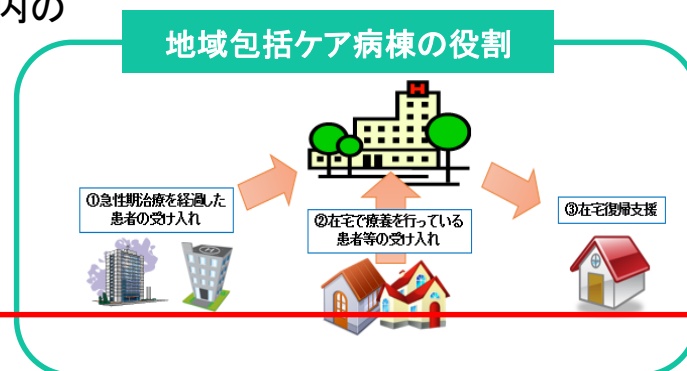 内の
地域包括ケア病棟の役割
H
①急性期治療を経過した
患者の受け入れ
②在宅で療養を行っている
患者等の受け入れ
③在宅復帰支援